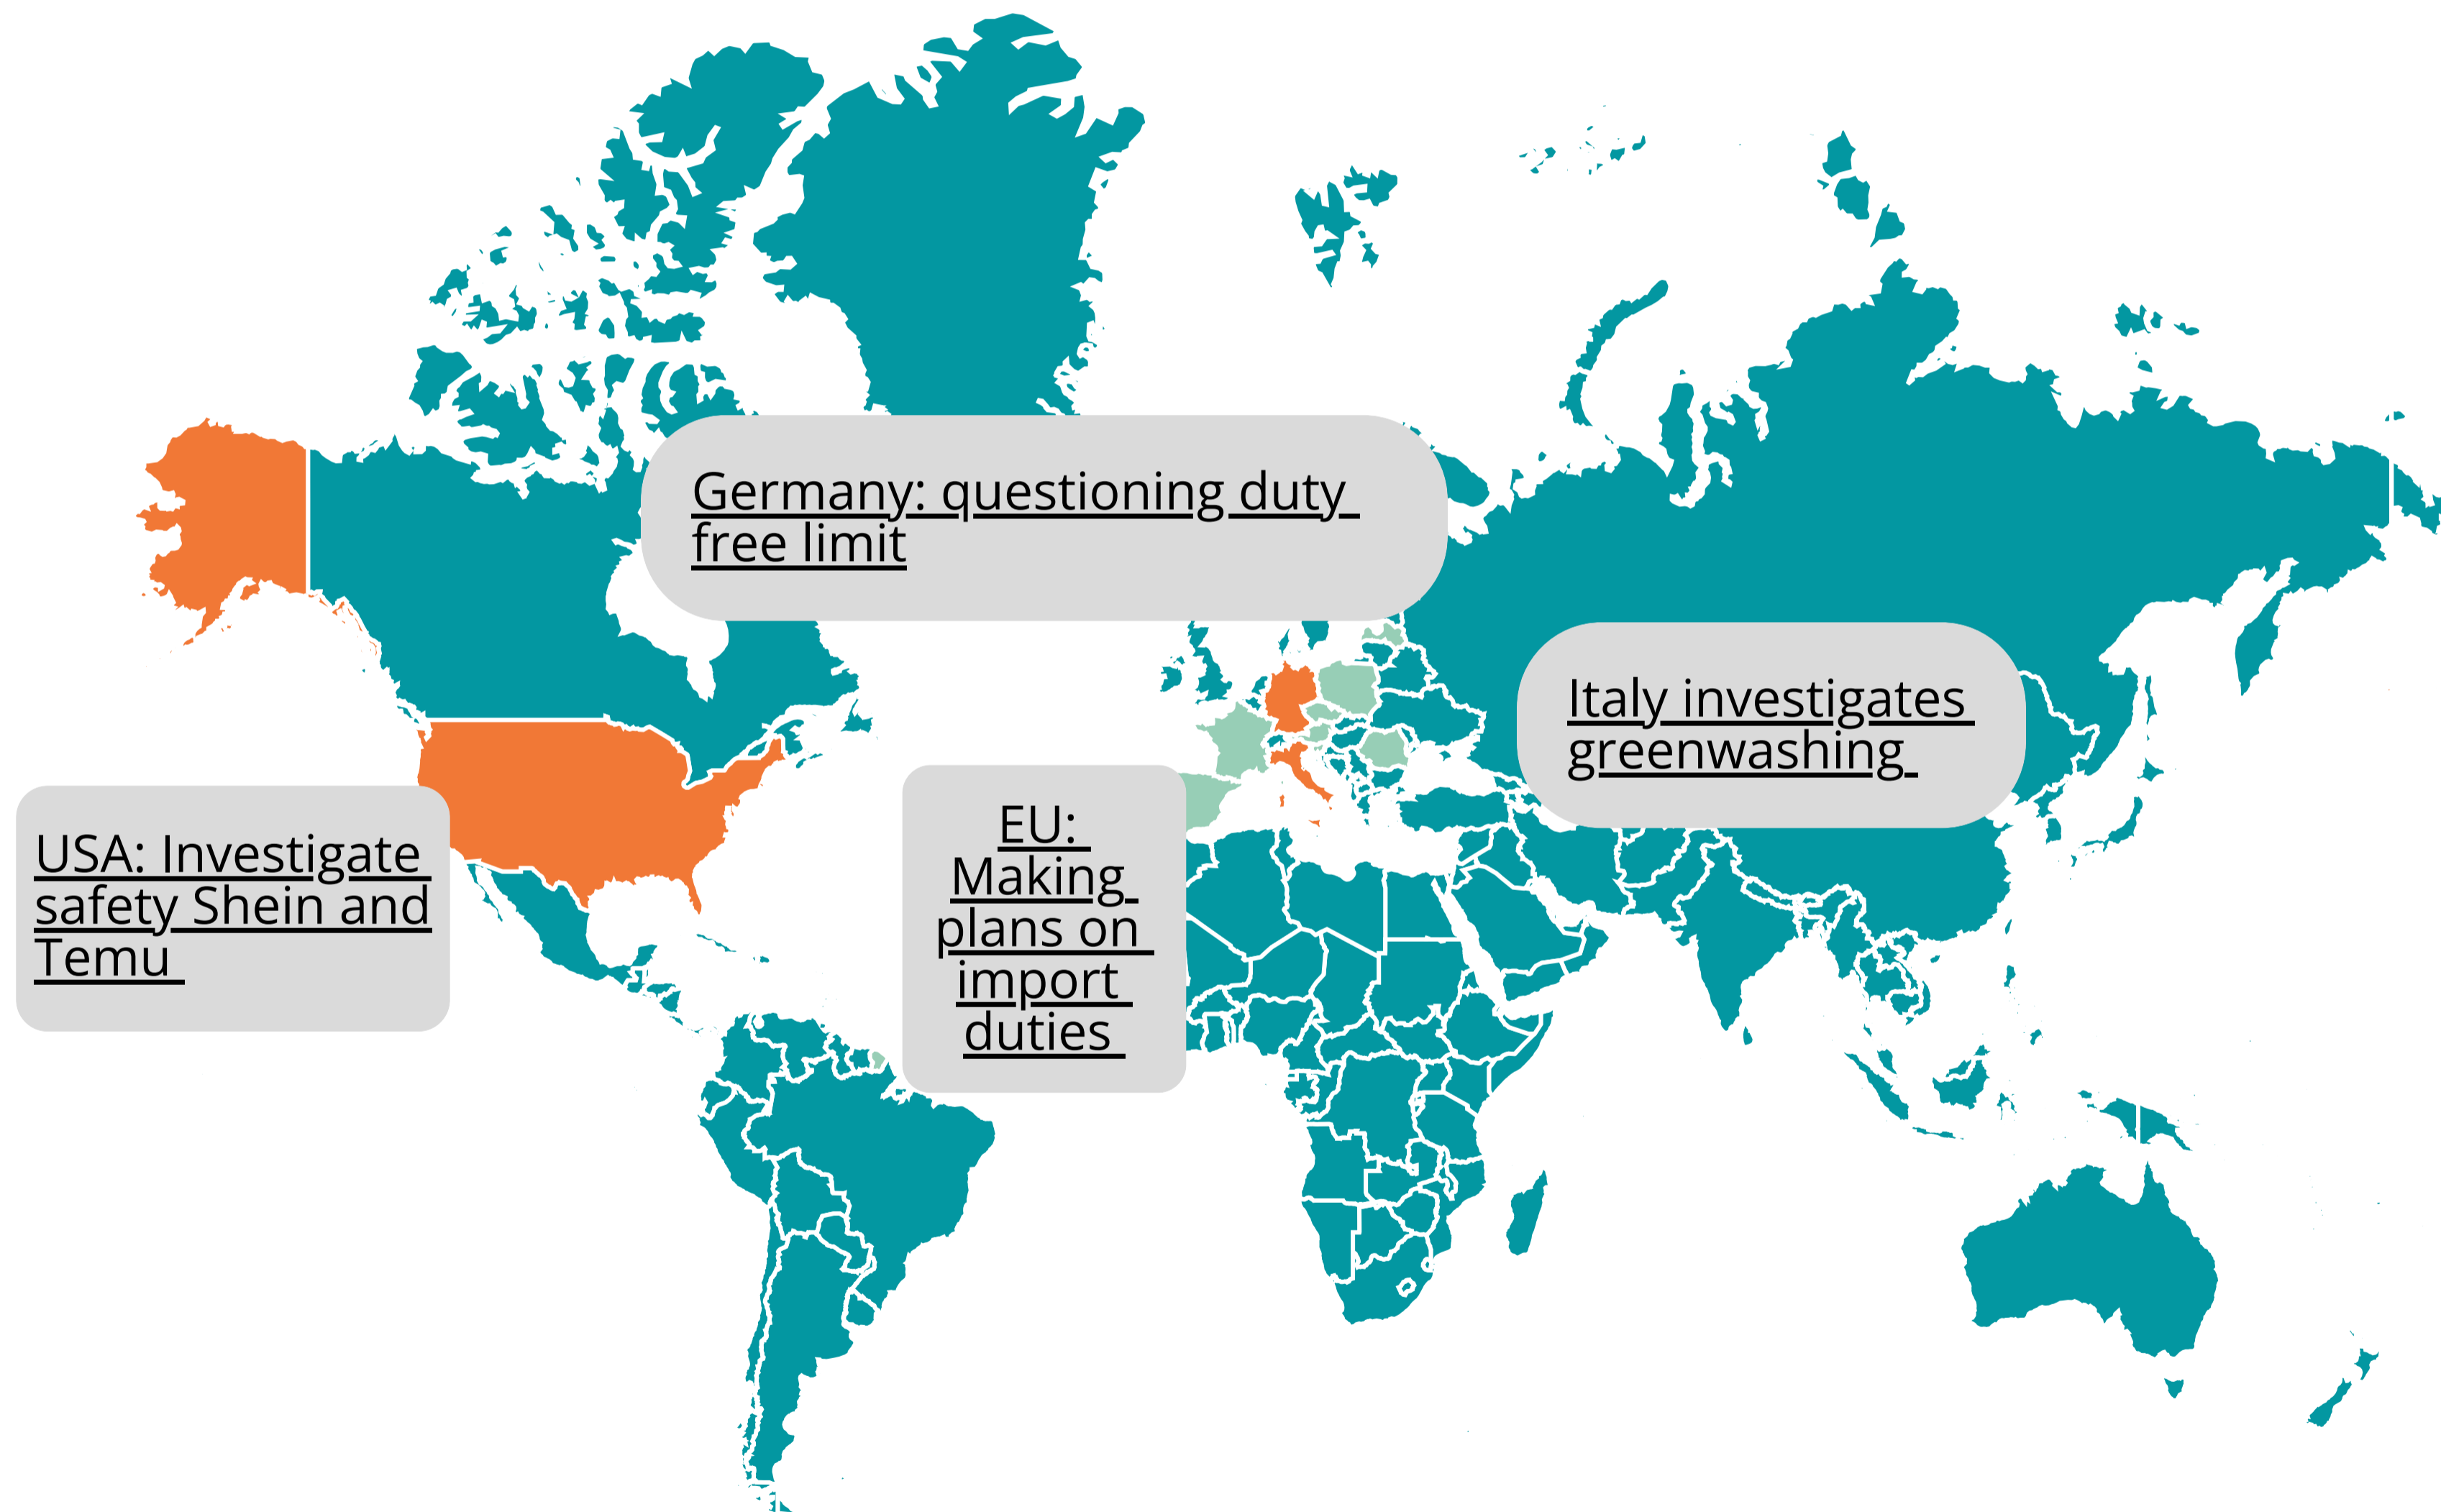 Germany: questioning duty
free limit
Italy investigates
greenwashing
USA: Investigate
safety Shein and
Temu
EU:
Making
plans on
import
duties